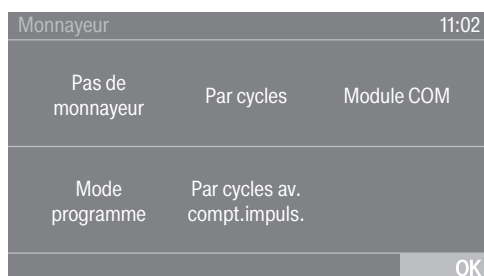 Monnayeur 11:02
Pas de
monnayeur
Par cycles
Module COM
Mode
programme
Par cycles av.
compt.impuls.
OK